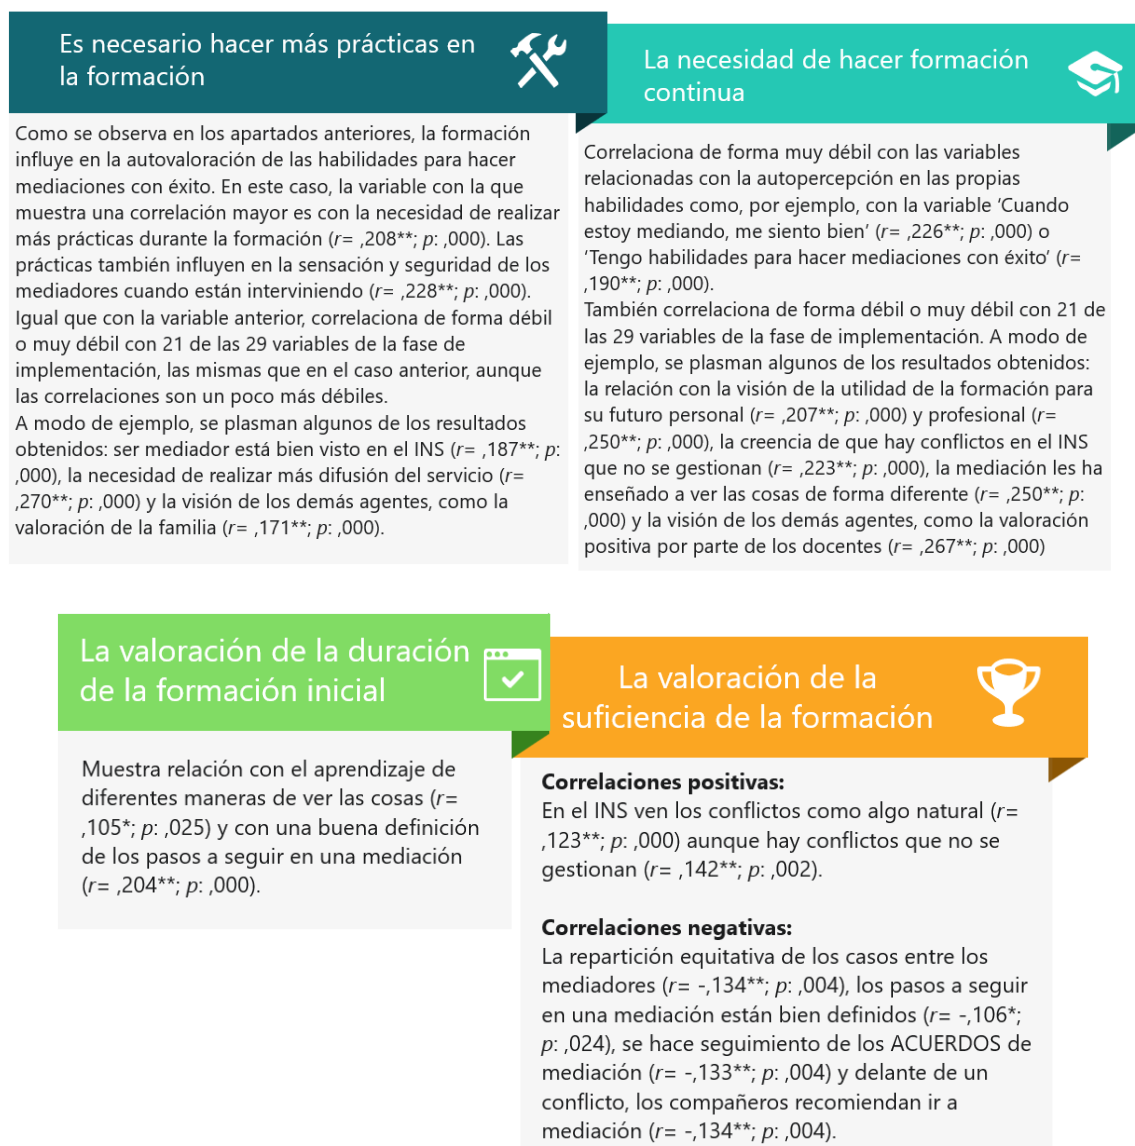 Es necesario hacer más prácticas en
la formación
Como se observa en los apartados anteriores, la formación
influye en la autovaloración de las habilidades para hacer
mediaciones con éxito. En este caso, la variable con la que
muestra una correlación mayor es con la necesidad de realizar
más prácticas durante la formación (r= ,208**; p: ,000). Las
prácticas también influyen en la sensación y seguridad de los
mediadores cuando están interviniendo (r= ,228**; p: ,000).
Igual que con la variable anterior, correlaciona de forma débil
o muy débil con 21 de las 29 variables de la fase de
implementación, las mismas que en el caso anterior, aunque
las correlaciones son un poco más débiles.
A modo de ejemplo, se plasman algunos de los resultados
obtenidos: ser mediador está bien visto en el INS (r= ,187**; p:
,000), la necesidad de realizar más difusión del servicio (r=
,270**; p: ,000) y la visión de los demás agentes, como la
valoración de la familia (r= ,171**; p: ,000).
La necesidad de hacer formación
continua
Correlaciona de forma muy débil con las variables
relacionadas con la autopercepción en las propias
habilidades como, por ejemplo, con la variable ‘Cuando
estoy mediando, me siento bien’ (r= ,226**; p: ,000) o
‘Tengo habilidades para hacer mediaciones con éxito’ (r=
,190**; p: ,000).
También correlaciona de forma débil o muy débil con 21 de
las 29 variables de la fase de implementación. A modo de
ejemplo, se plasman algunos de los resultados obtenidos:
la relación con la visión de la utilidad de la formación para
su futuro personal (r= ,207**; p: ,000) y profesional (r=
,250**; p: ,000), la creencia de que hay conflictos en el INS
que no se gestionan (r= ,223**; p: ,000), la mediación les ha
enseñado a ver las cosas de forma diferente (r= ,250**; p:
,000) y la visión de los demás agentes, como la valoración
positiva por parte de los docentes (r= ,267**; p: ,000)
La valoración de la duración
de la formación inicial
Muestra relación con el aprendizaje de
diferentes maneras de ver las cosas (r=
,105*; p: ,025) y con una buena definición
de los pasos a seguir en una mediación
(r= ,204**; p: ,000).
La valoración de la
suficiencia de la formación
Correlaciones positivas:
En el INS ven los conflictos como algo natural (r=
,123**; p: ,000) aunque hay conflictos que no se
gestionan (r= ,142**; p: ,002).
Correlaciones negativas:
La repartición equitativa de los casos entre los
mediadores (r= -,134**; p: ,004), los pasos a seguir
en una mediación están bien definidos (r= -,106*;
p: ,024), se hace seguimiento de los ACUERDOS de
mediación (r= -,133**; p: ,004) y delante de un
conflicto, los compañeros recomiendan ir a
mediación (r= -,134**; p: ,004).